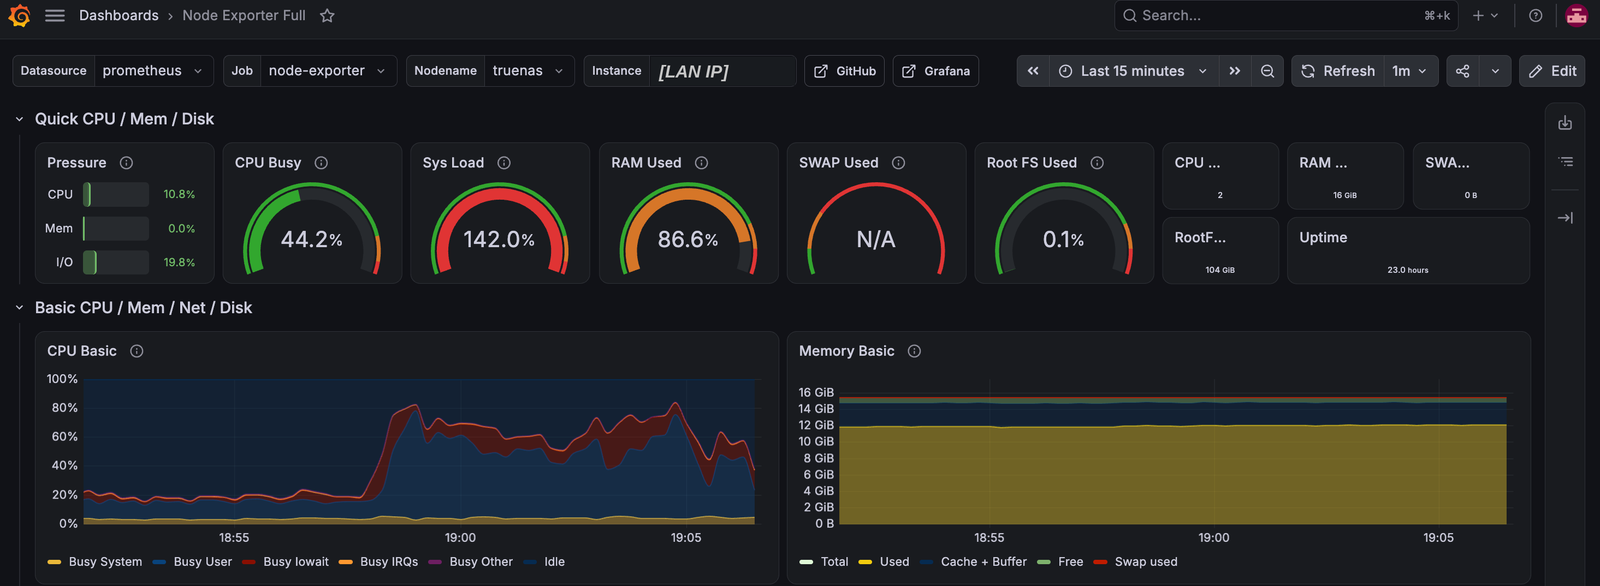 Dashboards › Node Exporter Full
Search... ⌘+k
Datasource prometheus Job node-exporter Nodename truenas Instance [LAN IP] GitHub Grafana Last 15 minutes Refresh 1m Edit
Quick CPU / Mem / Disk
Pressure
CPU 10.8%
Mem 0.0%
I/O 19.8%
CPU Busy
44.2%
Sys Load
142.0%
RAM Used
86.6%
SWAP Used
N/A
Root FS Used
0.1%
CPU ...
2
RAM ...
16 GiB
SWA...
0 B
RootF...
104 GiB
Uptime
23.0 hours
Basic CPU / Mem / Net / Disk
CPU Basic
100%
80%
60%
40%
20%
0%
18:55 19:00 19:05
Busy System Busy User Busy Iowait Busy IRQs Busy Other Idle
Memory Basic
16 GiB
14 GiB
12 GiB
10 GiB
8 GiB
6 GiB
4 GiB
2 GiB
0 B
18:55 19:00 19:05
Total Used Cache + Buffer Free Swap used